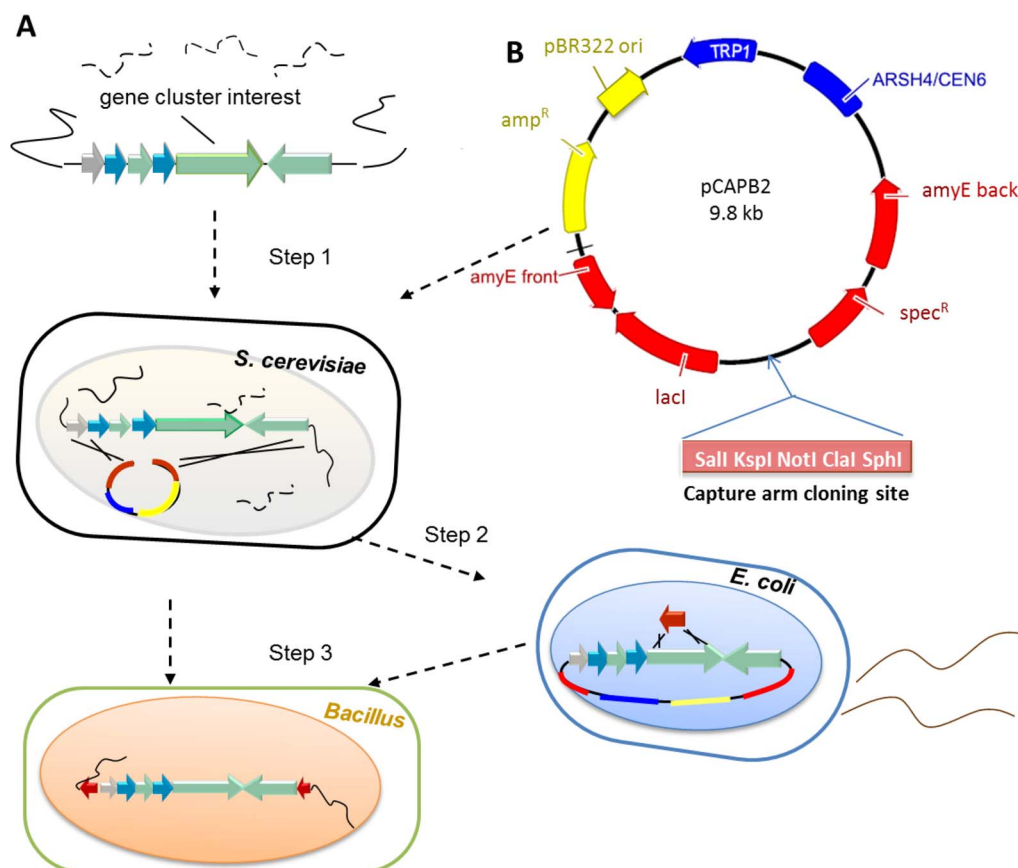 A
gene cluster interest
Step 1
S. cerevisiae
Step 2
E. coli
Step 3
Bacillus
B
pBR322 ori
TRP1
ARSH4/CEN6
amp^R
pCAPB2
9.8 kb
amyE back
amyE front
spec^R
lacI
SalI KspI NotI ClaI SphI
Capture arm cloning site